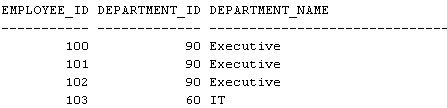 EMPLOYEE_ID DEPARTMENT_ID DEPARTMENT_NAME
----------- ------------- ------------------------------
        100            90 Executive
        101            90 Executive
        102            90 Executive
        103            60 IT